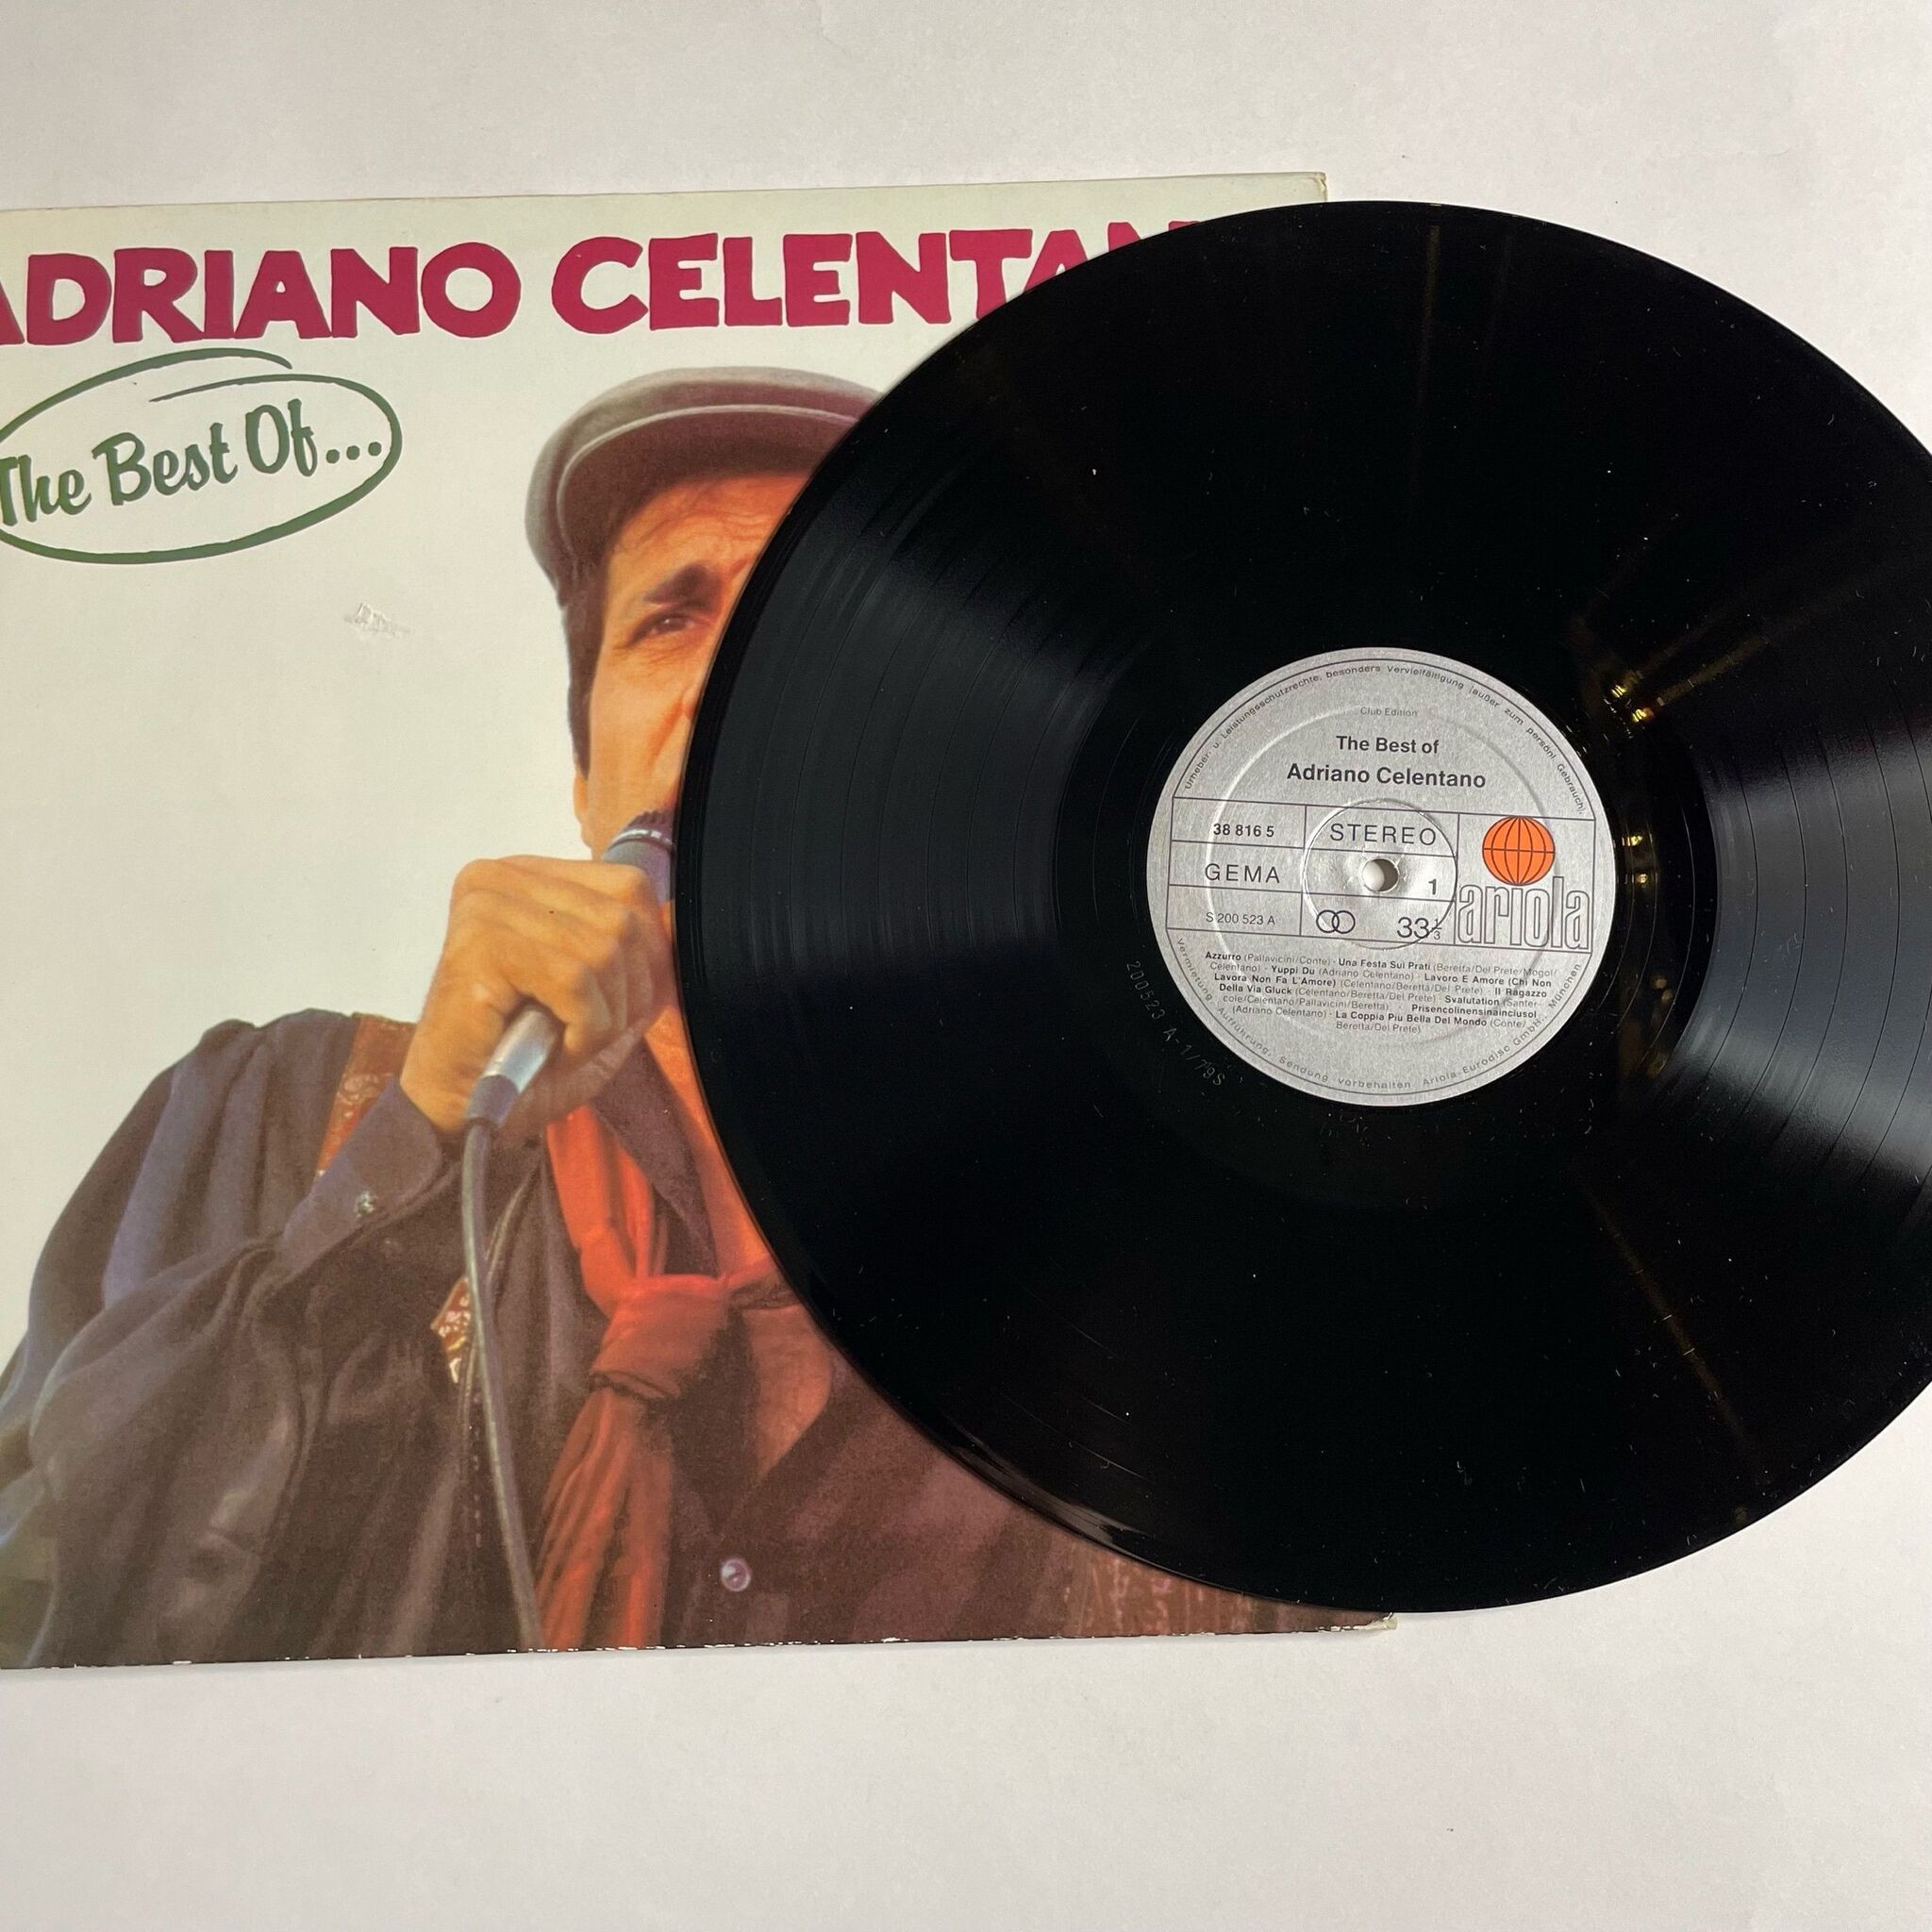 ADRIANO CELENTAN
The Best Of...
Urheber- u. Leistungsschutzrechte, besonders Vervielfältigung (außer zum persönl. Gebrauch),
Club Edition
The Best of
Adriano Celentano
38 816 5
STEREO
GEMA
1
S 200 523 A
33⅓
ariola
Azzurro (Pallavicini/Conte) · Una Festa Sui Prati (Beretta/Del Prete/Mogol/
Celentano) · Yuppi Du (Adriano Celentano) · Lavoro E Amore (Chi Non
Lavora Non Fa L'Amore) (Celentano/Beretta/Del Prete) · Il Ragazzo
Della Via Gluck (Celentano/Beretta/Del Prete) · Svalutation (Santer-
cole/Celentano/Pallavicini/Beretta) · Prisencolinensinainciusol
(Adriano Celentano) · La Coppia Piu Bella Del Mondo (Conte/
Beretta/Del Prete)
Vermietung, Aufführung, Sendung vorbehalten. Ariola-Eurodisc GmbH., München
200523 A-1/79S